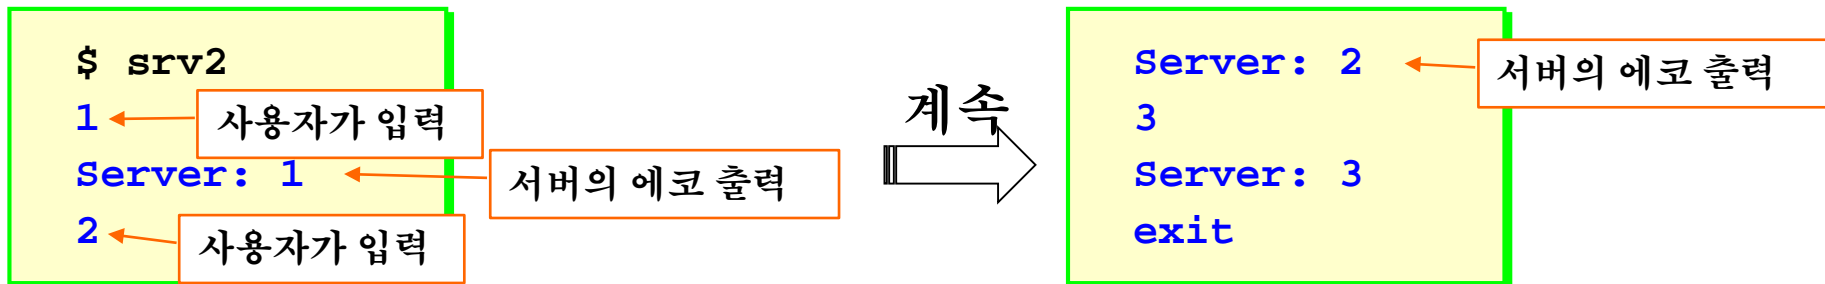 $ srv2
1
사용자가 입력
Server: 1
서버의 에코 출력
2
사용자가 입력
계속
Server: 2
서버의 에코 출력
3
Server: 3
exit